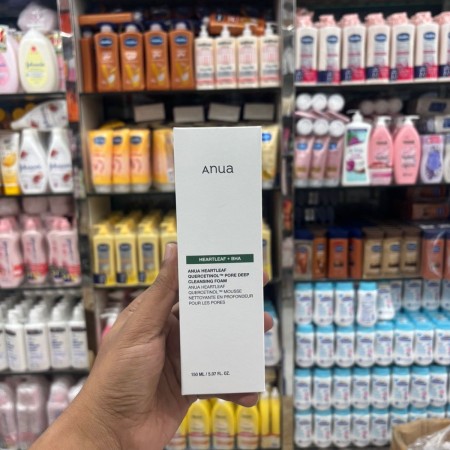 Anua
HEARTLEAF + BHA
ANUA HEARTLEAF
QUERCETINOL™ PORE DEEP
CLEANSING FOAM
ANUA HEARTLEAF
QUERCETINOL™ MOUSSE
NETTOYANTE EN PROFONDEUR
POUR LES PORES
150 ML / 5.07 FL. OZ.